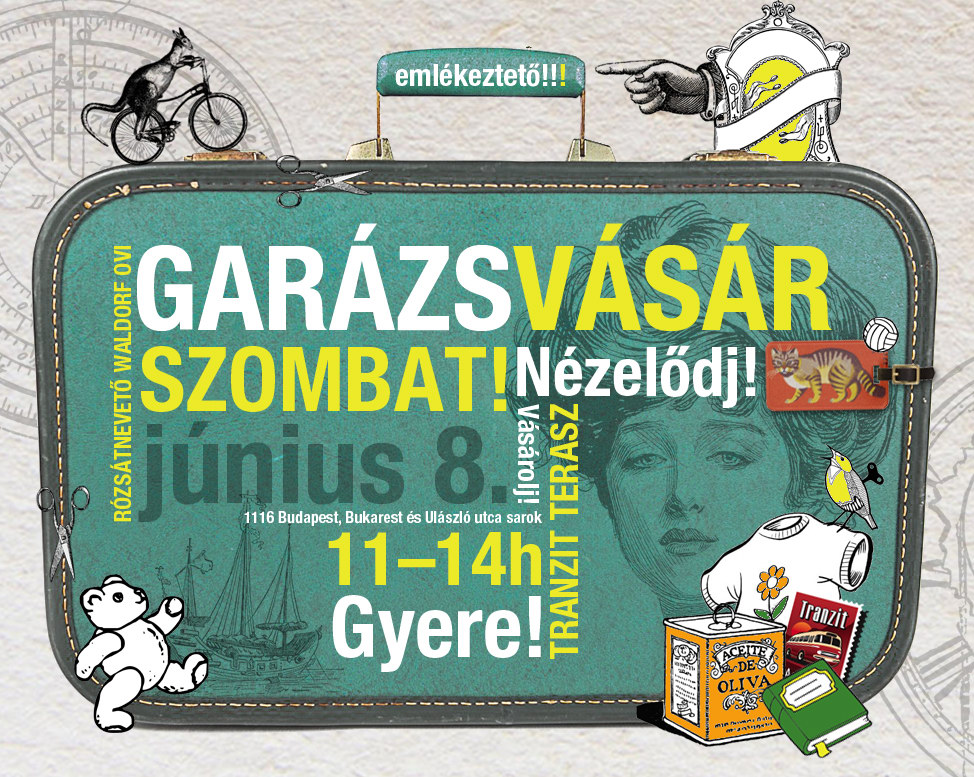 emlékeztető!!!
RÓZSÁTNEVETŐ WALDORF OVI
GARÁZSVÁSÁR
SZOMBAT! Nézelődj!
június 8.
vásárolj!
TRANZIT TERASZ
1116 Budapest, Bukarest és Ulászló utca sarok
11–14h
Gyere!
Tranzit
ACEITE
DE
OLIVA